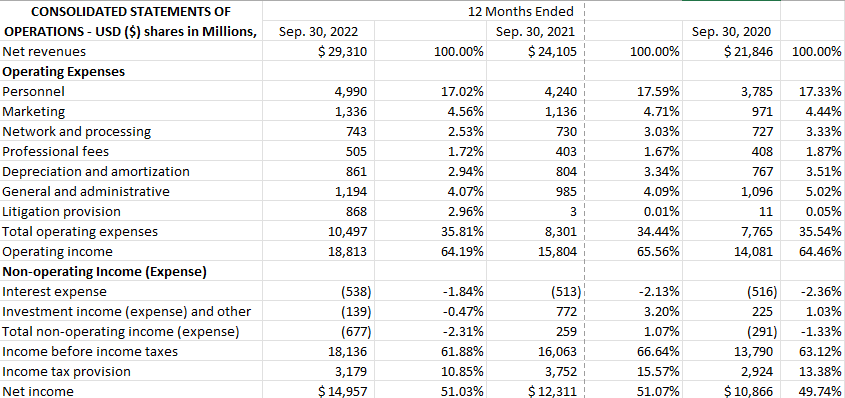 CONSOLIDATED STATEMENTS OF 12 Months Ended
OPERATIONS - USD ($) shares in Millions, Sep. 30, 2022 Sep. 30, 2021 Sep. 30, 2020
Net revenues $ 29,310 100.00% $ 24,105 100.00% $ 21,846 100.00%
Operating Expenses
Personnel 4,990 17.02% 4,240 17.59% 3,785 17.33%
Marketing 1,336 4.56% 1,136 4.71% 971 4.44%
Network and processing 743 2.53% 730 3.03% 727 3.33%
Professional fees 505 1.72% 403 1.67% 408 1.87%
Depreciation and amortization 861 2.94% 804 3.34% 767 3.51%
General and administrative 1,194 4.07% 985 4.09% 1,096 5.02%
Litigation provision 868 2.96% 3 0.01% 11 0.05%
Total operating expenses 10,497 35.81% 8,301 34.44% 7,765 35.54%
Operating income 18,813 64.19% 15,804 65.56% 14,081 64.46%
Non-operating Income (Expense)
Interest expense (538) -1.84% (513) -2.13% (516) -2.36%
Investment income (expense) and other (139) -0.47% 772 3.20% 225 1.03%
Total non-operating income (expense) (677) -2.31% 259 1.07% (291) -1.33%
Income before income taxes 18,136 61.88% 16,063 66.64% 13,790 63.12%
Income tax provision 3,179 10.85% 3,752 15.57% 2,924 13.38%
Net income $ 14,957 51.03% $ 12,311 51.07% $ 10,866 49.74%